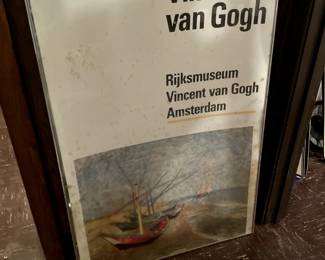 van Gogh
Rijksmuseum
Vincent van Gogh
Amsterdam